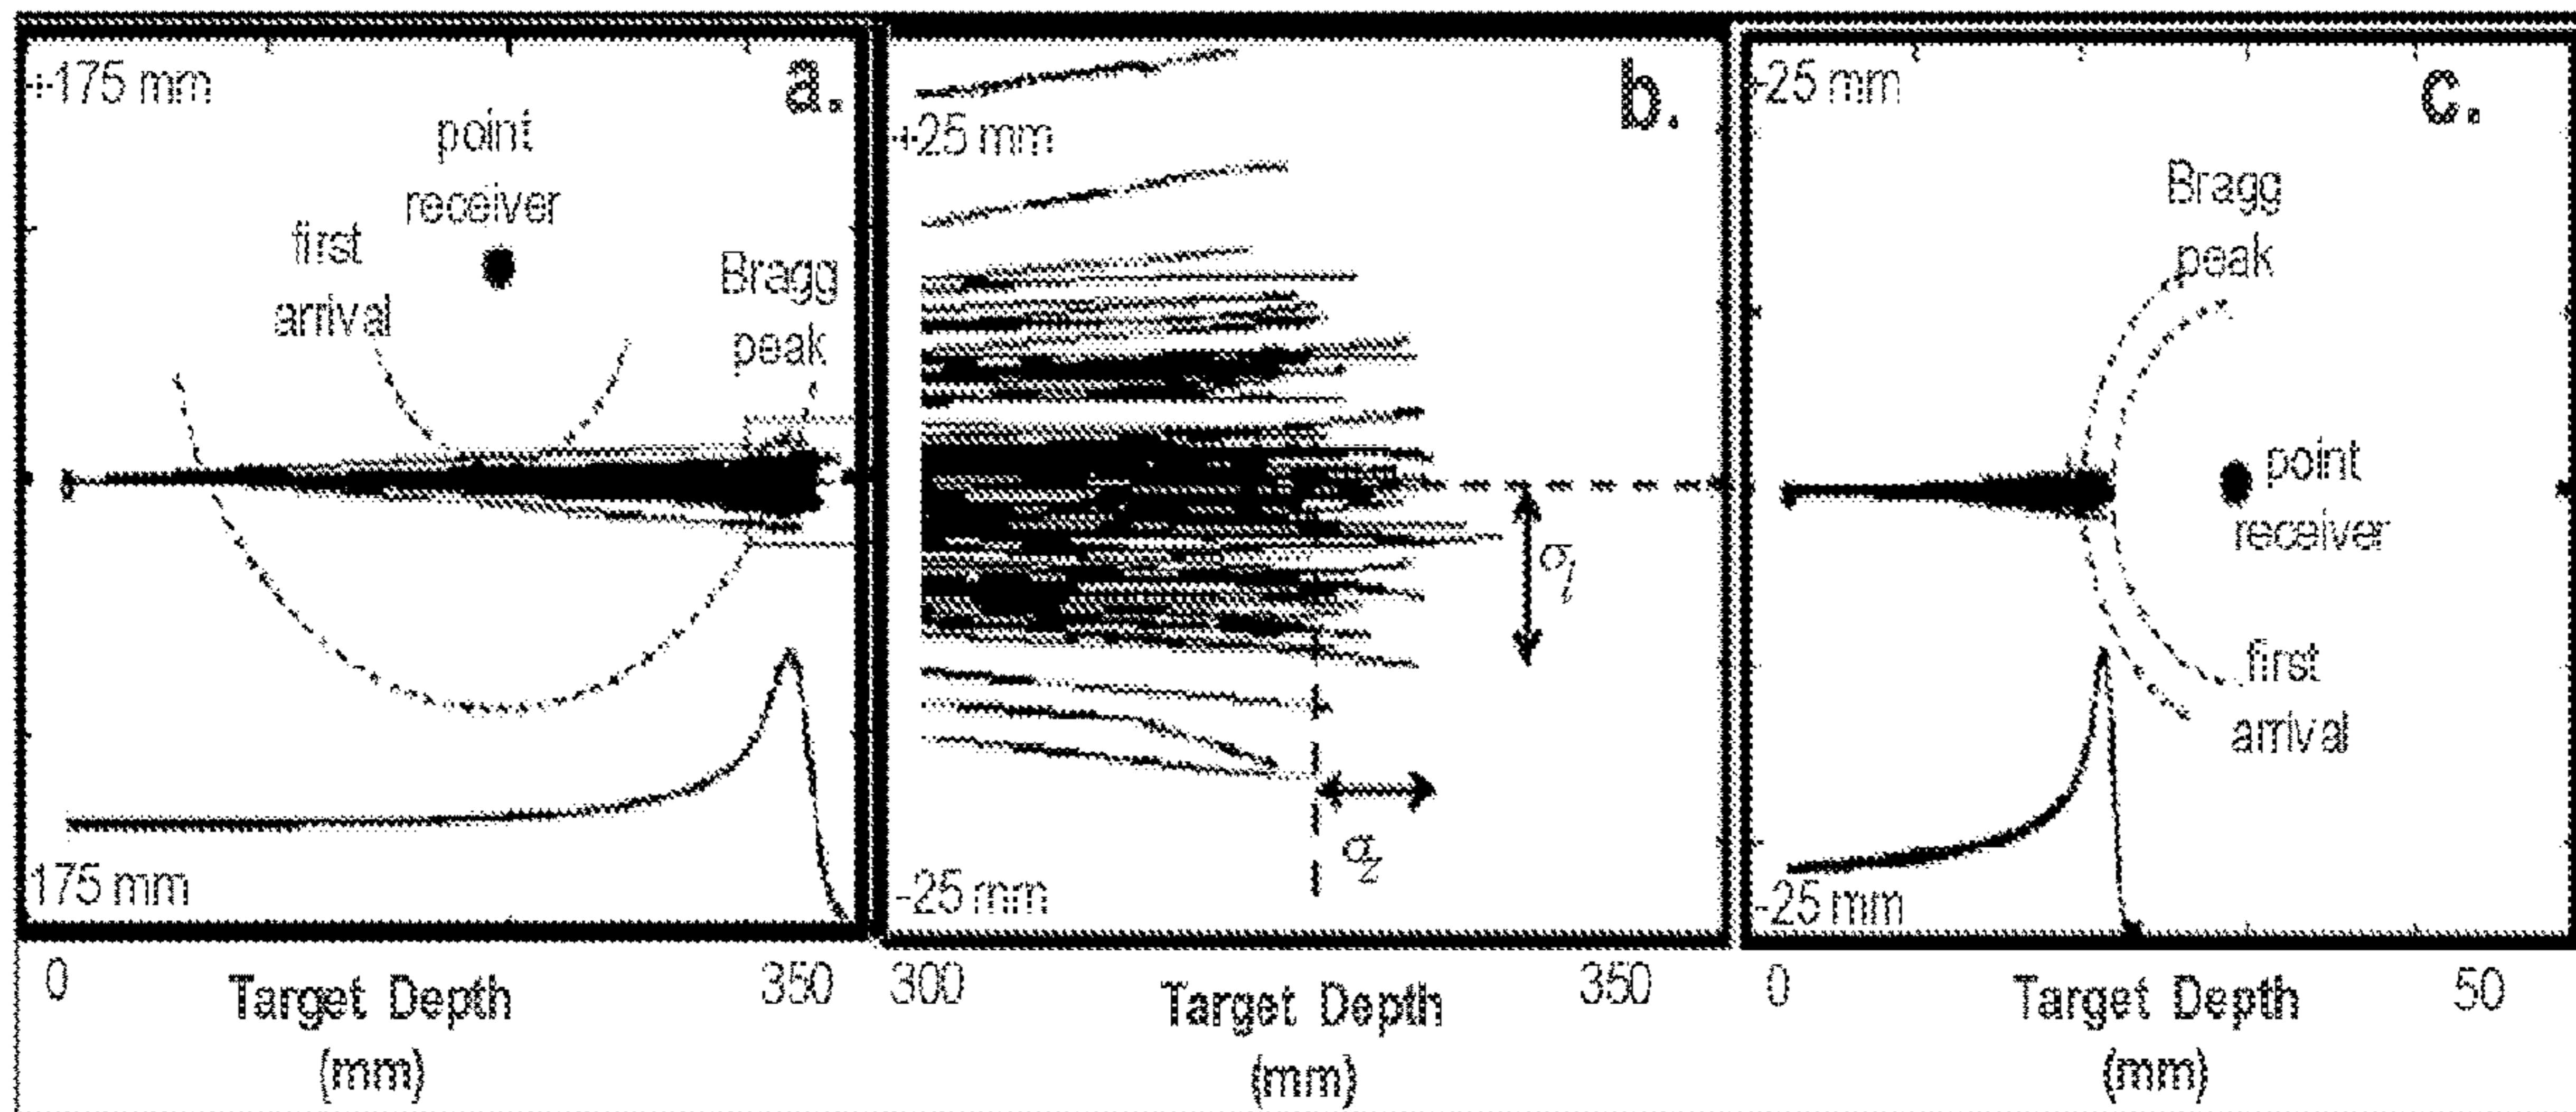 +175 mm
a.
point
receiver
first
arrival
Bragg
peak
175 mm
0
350
Target Depth
(mm)
b.
+25 mm
σl
σz
-25 mm
300
350
Target Depth
(mm)
-25 mm
c.
Bragg
peak
point
receiver
first
arrival
-25 mm
0
50
Target Depth
(mm)